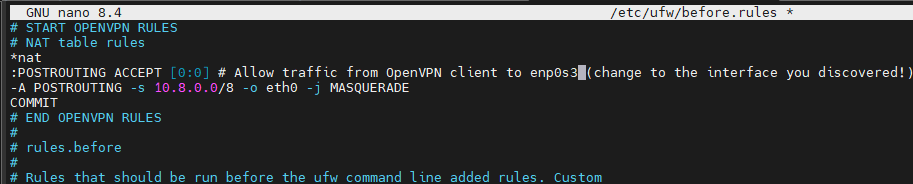 GNU nano 8.4 /etc/ufw/before.rules *
# START OPENVPN RULES
# NAT table rules
*nat
:POSTROUTING ACCEPT [0:0] # Allow traffic from OpenVPN client to enp0s3 (change to the interface you discovered!)
-A POSTROUTING -s 10.8.0.0/8 -o eth0 -j MASQUERADE
COMMIT
# END OPENVPN RULES
#
# rules.before
#
# Rules that should be run before the ufw command line added rules. Custom